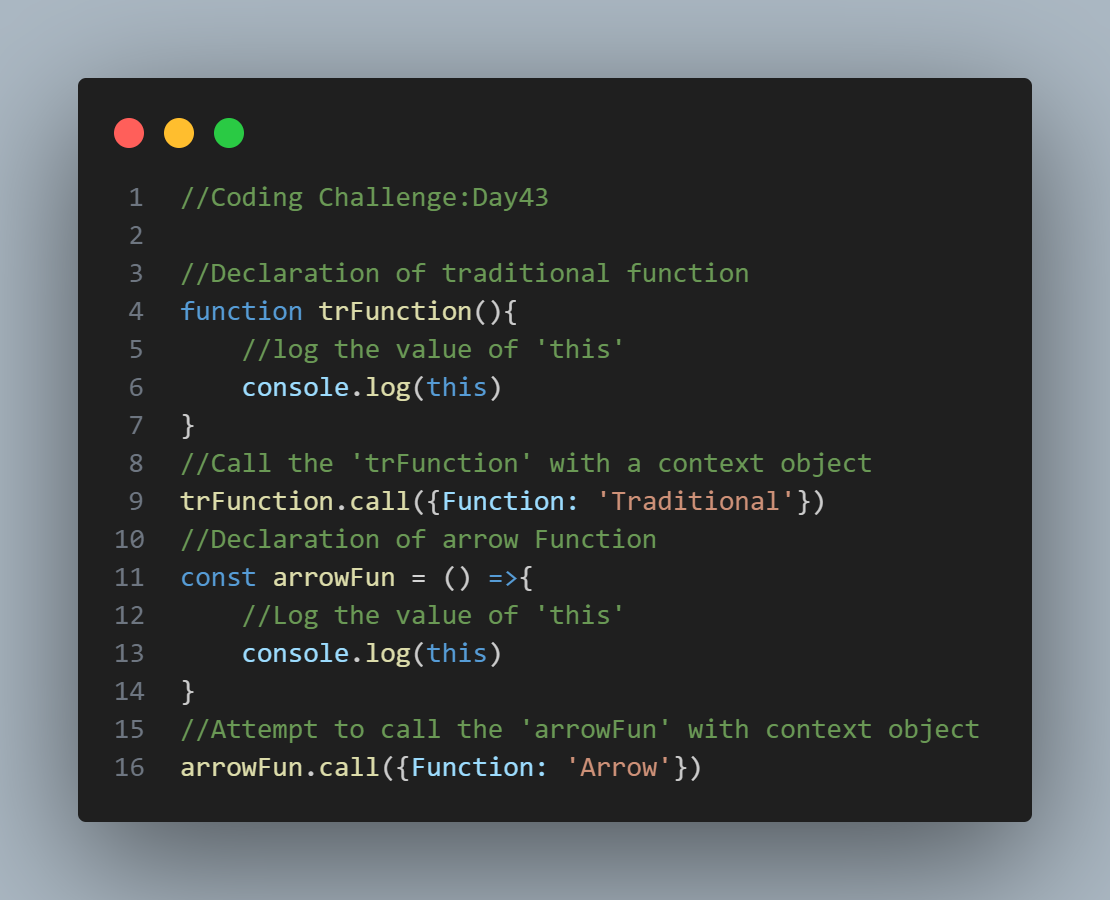 1 //Coding Challenge:Day43
2
3 //Declaration of traditional function
4 function trFunction(){
5     //log the value of 'this'
6     console.log(this)
7 }
8 //Call the 'trFunction' with a context object
9 trFunction.call({Function: 'Traditional'})
10 //Declaration of arrow Function
11 const arrowFun = () =>{
12     //Log the value of 'this'
13     console.log(this)
14 }
15 //Attempt to call the 'arrowFun' with context object
16 arrowFun.call({Function: 'Arrow'})